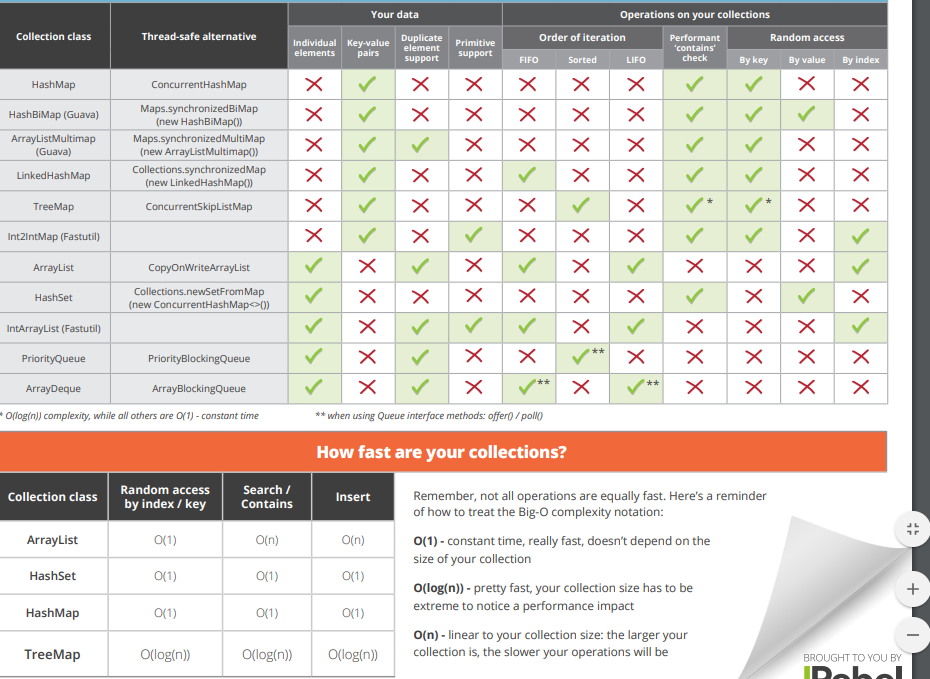 Your data Operations on your collections
Collection class Thread-safe alternative Individual elements Key-value pairs Duplicate element support Primitive support Order of iteration Performant ‘contains’ check Random access
FIFO Sorted LIFO By key By value By index
HashMap ConcurrentHashMap ✗ ✓ ✗ ✗ ✗ ✗ ✗ ✓ ✓ ✗ ✗
HashBiMap (Guava) Maps.synchronizedBiMap (new HashBiMap()) ✗ ✓ ✗ ✗ ✗ ✗ ✗ ✓ ✓ ✓ ✗
ArrayListMultimap (Guava) Maps.synchronizedMultiMap (new ArrayListMultimap()) ✗ ✓ ✓ ✗ ✗ ✗ ✗ ✓ ✓ ✗ ✗
LinkedHashMap Collections.synchronizedMap (new LinkedHashMap()) ✗ ✓ ✗ ✗ ✓ ✗ ✗ ✓ ✓ ✗ ✗
TreeMap ConcurrentSkipListMap ✗ ✓ ✗ ✗ ✗ ✓ ✗ ✓* ✓* ✗ ✗
Int2IntMap (Fastutil) ✗ ✓ ✗ ✓ ✗ ✗ ✗ ✓ ✓ ✗ ✓
ArrayList CopyOnWriteArrayList ✓ ✗ ✓ ✗ ✓ ✗ ✓ ✗ ✗ ✗ ✓
HashSet Collections.newSetFromMap (new ConcurrentHashMap<>()) ✓ ✗ ✗ ✗ ✗ ✗ ✗ ✓ ✗ ✓ ✗
IntArrayList (Fastutil) ✓ ✗ ✓ ✓ ✓ ✗ ✓ ✗ ✗ ✗ ✓
PriorityQueue PriorityBlockingQueue ✓ ✗ ✓ ✗ ✗ ✓** ✗ ✗ ✗ ✗ ✗
ArrayDeque ArrayBlockingQueue ✓ ✗ ✓ ✗ ✓** ✗ ✓** ✗ ✗ ✗ ✗
* O(log(n)) complexity, while all others are O(1) - constant time ** when using Queue interface methods: offer() / poll()
How fast are your collections?
Collection class Random access by index / key Search / Contains Insert
ArrayList O(1) O(n) O(n)
HashSet O(1) O(1) O(1)
HashMap O(1) O(1) O(1)
TreeMap O(log(n)) O(log(n)) O(log(n))
Remember, not all operations are equally fast. Here’s a reminder
of how to treat the Big-O complexity notation:
O(1) - constant time, really fast, doesn’t depend on the
size of your collection
O(log(n)) - pretty fast, your collection size has to be
extreme to notice a performance impact
O(n) - linear to your collection size: the larger your
collection is, the slower your operations will be
BROUGHT TO YOU BY